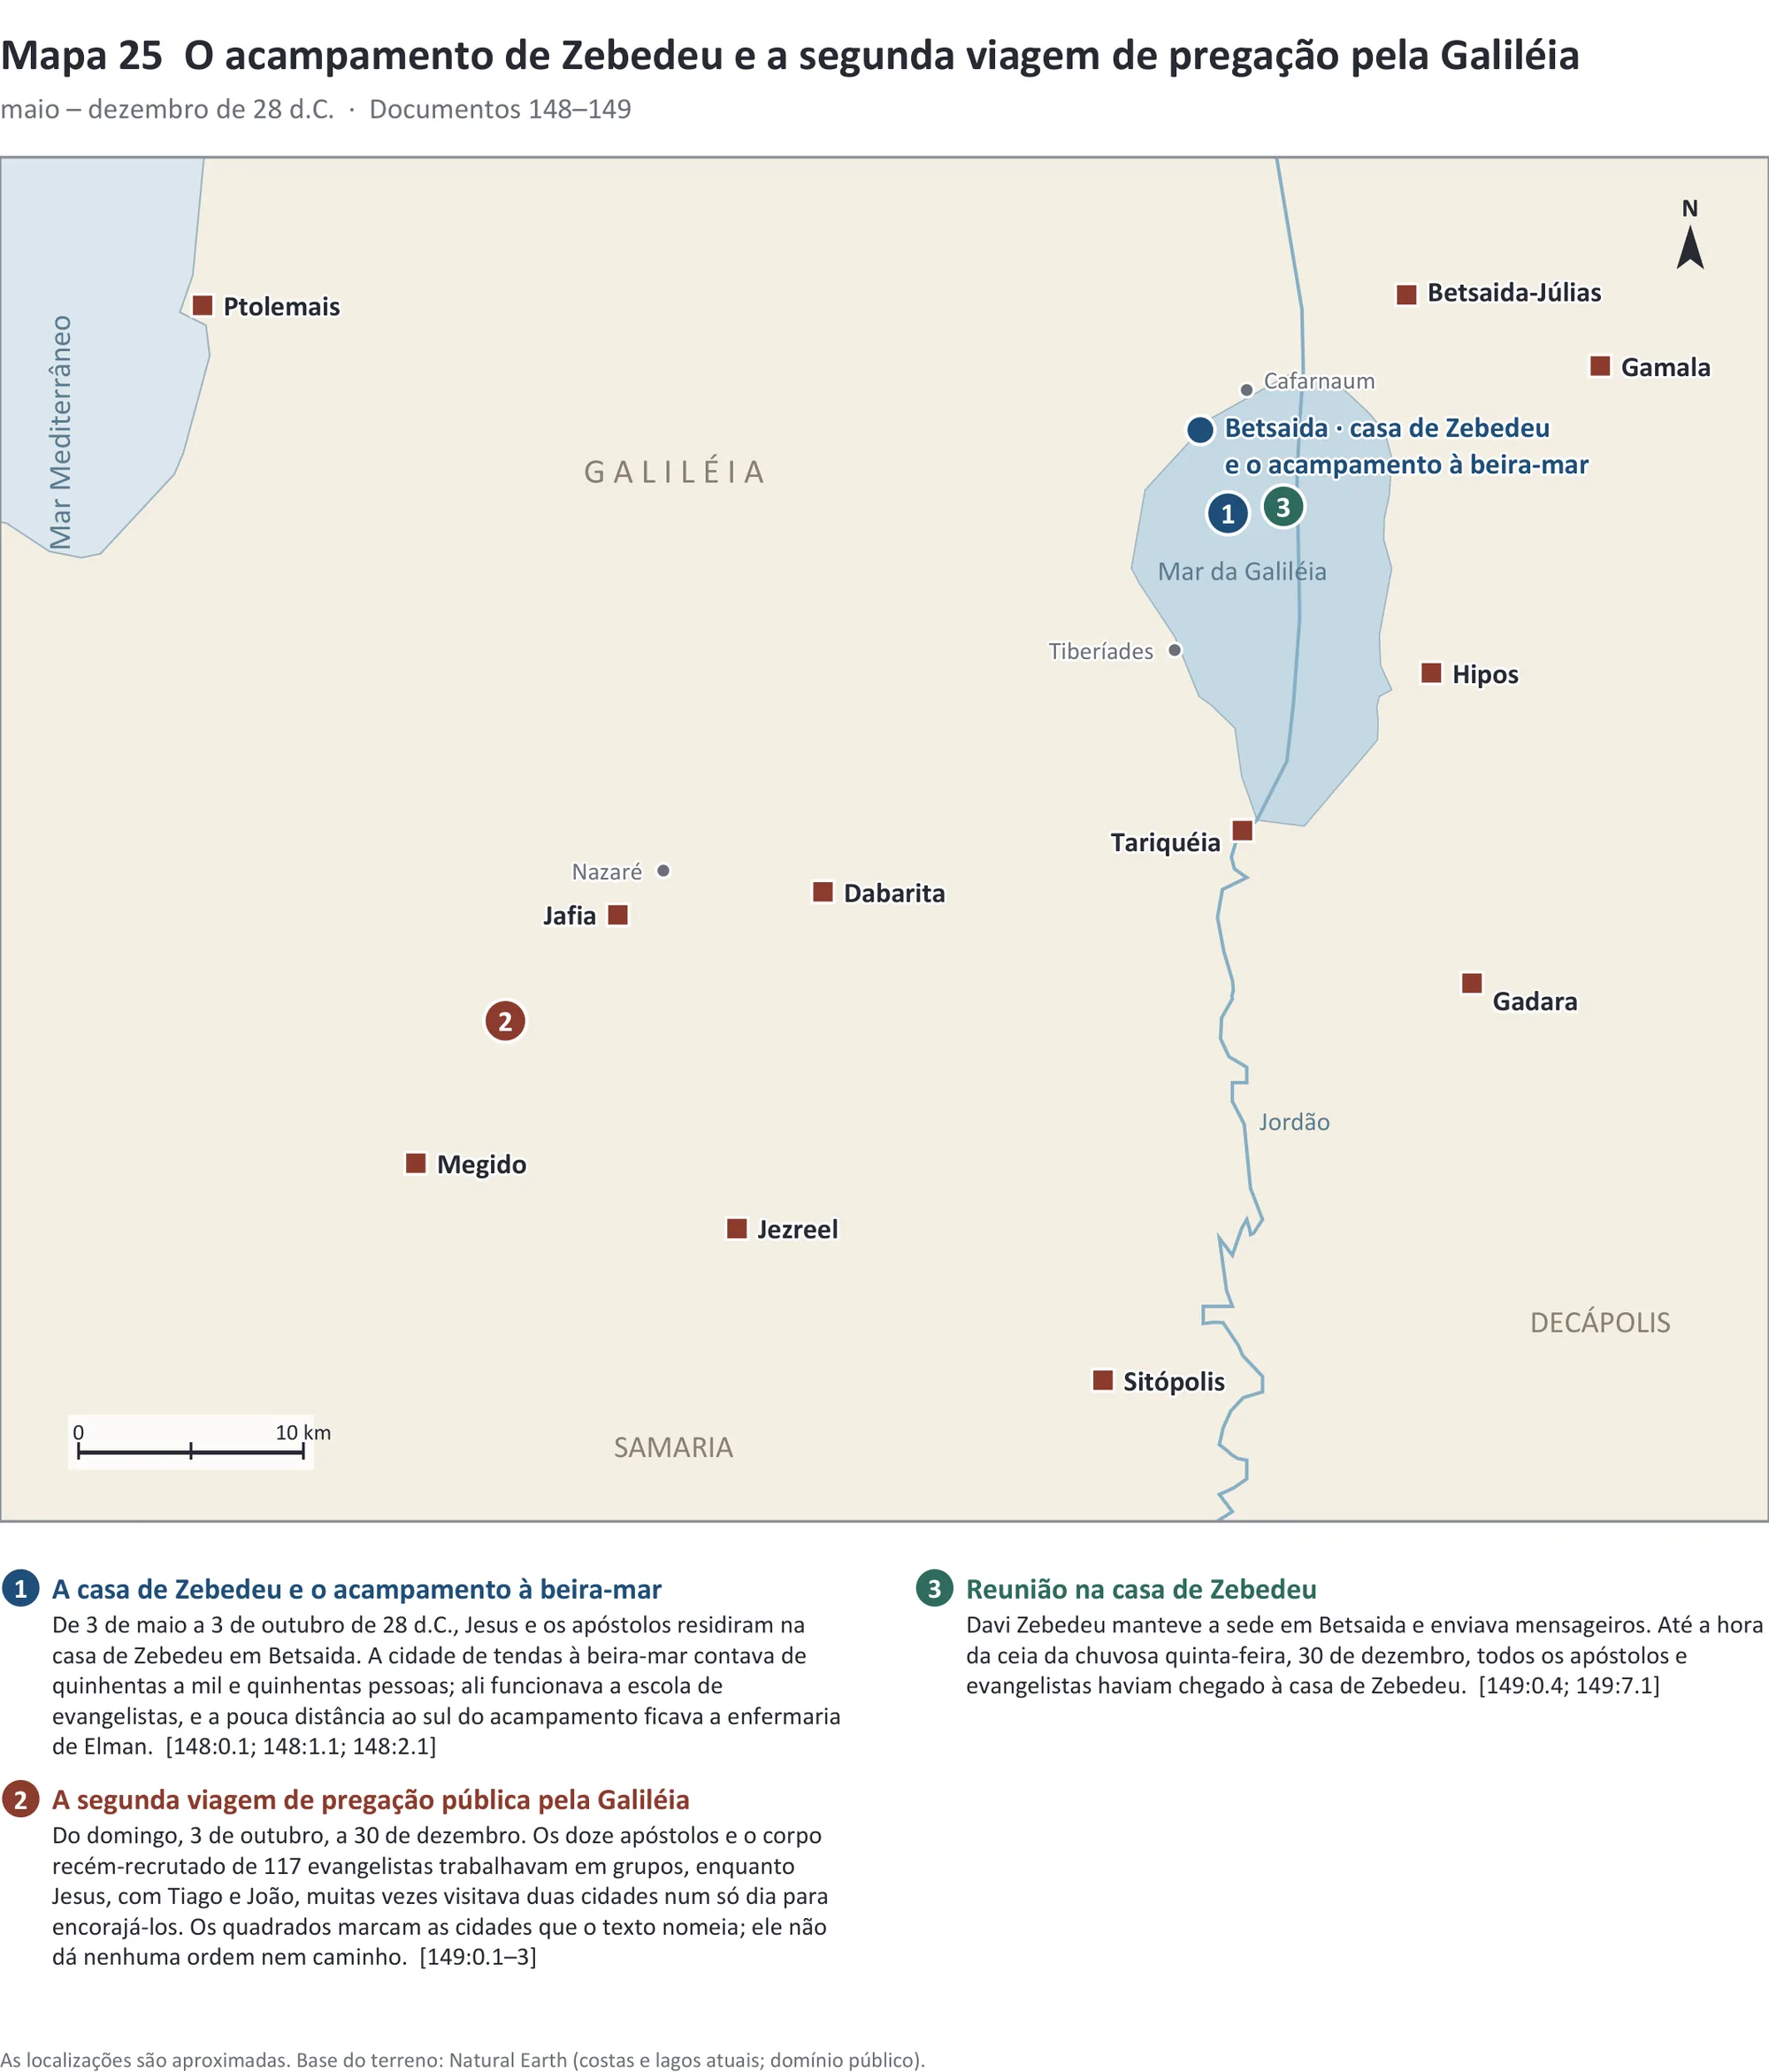 Mapa 25  O acampamento de Zebedeu e a segunda viagem de pregação pela Galiléia
maio – dezembro de 28 d.C.  ·  Documentos 148–149
N
Betsaida-Júlias
Ptolemais
Gamala
Cafarnaum
Mar Mediterrâneo
Betsaida · casa de Zebedeu
e o acampamento à beira-mar
GALILÉIA
1
3
Mar da Galiléia
Tiberíades
Hipos
Tariquéia
Nazaré
Dabarita
Jafia
Gadara
2
Jordão
Megido
Jezreel
DECÁPOLIS
Sitópolis
0
10 km
SAMARIA
1 A casa de Zebedeu e o acampamento à beira-mar
De 3 de maio a 3 de outubro de 28 d.C., Jesus e os apóstolos residiram na
casa de Zebedeu em Betsaida. A cidade de tendas à beira-mar contava de
quinhentas a mil e quinhentas pessoas; ali funcionava a escola de
evangelistas, e a pouca distância ao sul do acampamento ficava a enfermaria
de Elman.  [148:0.1; 148:1.1; 148:2.1]
2 A segunda viagem de pregação pública pela Galiléia
Do domingo, 3 de outubro, a 30 de dezembro. Os doze apóstolos e o corpo
recém-recrutado de 117 evangelistas trabalhavam em grupos, enquanto
Jesus, com Tiago e João, muitas vezes visitava duas cidades num só dia para
encorajá-los. Os quadrados marcam as cidades que o texto nomeia; ele não
dá nenhuma ordem nem caminho.  [149:0.1–3]
3 Reunião na casa de Zebedeu
Davi Zebedeu manteve a sede em Betsaida e enviava mensageiros. Até a hora
da ceia da chuvosa quinta-feira, 30 de dezembro, todos os apóstolos e
evangelistas haviam chegado à casa de Zebedeu.  [149:0.4; 149:7.1]
As localizações são aproximadas. Base do terreno: Natural Earth (costas e lagos atuais; domínio público).